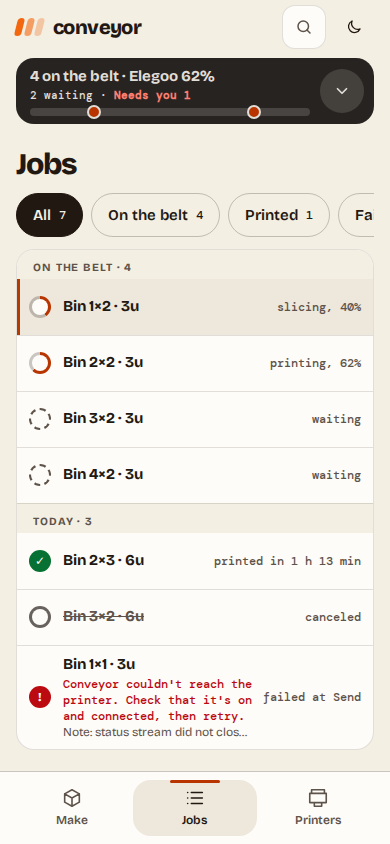 conveyor
4 on the belt · Elegoo 62%
2 waiting · Needs you 1
Jobs
All 7
On the belt 4
Printed 1
Fa
ON THE BELT · 4
Bin 1×2 · 3u
slicing, 40%
Bin 2×2 · 3u
printing, 62%
Bin 3×2 · 3u
waiting
Bin 4×2 · 3u
waiting
TODAY · 3
Bin 2×3 · 6u
printed in 1 h 13 min
Bin 3×2 · 6u
canceled
Bin 1×1 · 3u
Conveyor couldn't reach the
printer. Check that it's on
and connected, then retry.
Note: status stream did not clos…
failed at Send
Make
Jobs
Printers